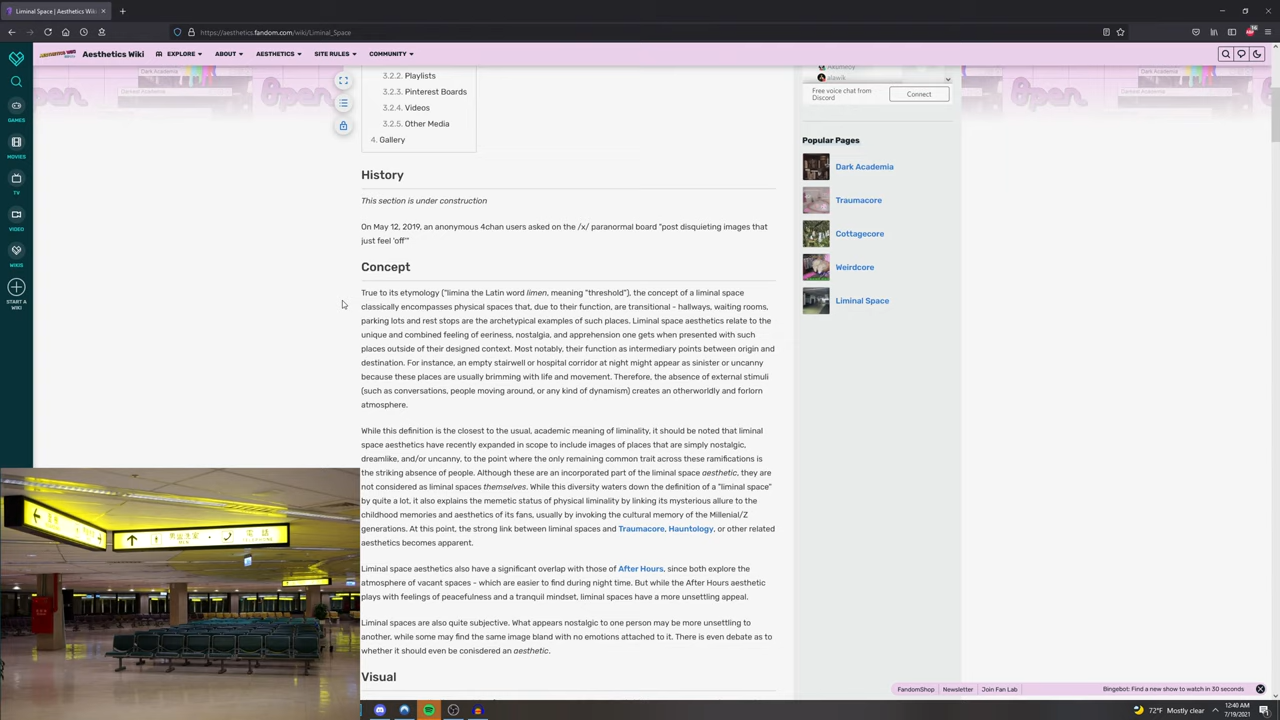 Liminal Space | Aesthetics Wiki
https://aesthetics.fandom.com/wiki/Liminal_Space
Aesthetics Wiki
EXPLORE
ABOUT
AESTHETICS
SITE RULES
COMMUNITY
GAMES
MOVIES
TV
VIDEO
WIKIS
START A
WIKI
3.2.2. Playlists
3.2.3. Pinterest Boards
3.2.4. Videos
3.2.5. Other Media
4. Gallery
History
This section is under construction
On May 12, 2019, an anonymous 4chan users asked on the /x/ paranormal board "post disquieting images that
just feel 'off'"
Concept
True to its etymology ("limina the Latin word limen, meaning "threshold"), the concept of a liminal space
classically encompasses physical spaces that, due to their function, are transitional - hallways, waiting rooms,
parking lots and rest stops are the archetypical examples of such places. Liminal space aesthetics relate to the
unique and combined feeling of eeriness, nostalgia, and apprehension one gets when presented with such
places outside of their designed context. Most notably, their function as intermediary points between origin and
destination. For instance, an empty stairwell or hospital corridor at night might appear as sinister or uncanny
because these places are usually brimming with life and movement. Therefore, the absence of external stimuli
(such as conversations, people moving around, or any kind of dynamism) creates an otherworldly and forlorn
atmosphere.
While this definition is the closest to the usual, academic meaning of liminality, it should be noted that liminal
space aesthetics have recently expanded in scope to include images of places that are simply nostalgic,
dreamlike, and/or uncanny, to the point where the only remaining common trait across these ramifications is
the striking absence of people. Although these are an incorporated part of the liminal space aesthetic, they are
not considered as liminal spaces themselves. While this diversity waters down the definition of a "liminal space"
by quite a lot, it also explains the memetic status of physical liminality by linking its mysterious allure to the
childhood memories and aesthetics of its fans, usually by invoking the cultural memory of the Millenial/Z
generations. At this point, the strong link between liminal spaces and Traumacore, Hauntology, or other related
aesthetics becomes apparent.
Liminal space aesthetics also have a significant overlap with those of After Hours, since both explore the
atmosphere of vacant spaces - which are easier to find during night time. But while the After Hours aesthetic
plays with feelings of peacefulness and a tranquil mindset, liminal spaces have a more unsettling appeal.
Liminal spaces are also quite subjective. What appears nostalgic to one person may be more unsettling to
another, while some may find the same image bland with no emotions attached to it. There is even debate as to
whether it should even be conisdered an aesthetic.
Visual
alawik
Free voice chat from
Discord
Connect
Popular Pages
Dark Academia
Traumacore
Cottagecore
Weirdcore
Liminal Space
FandomShop
Newsletter
Join Fan Lab
Bingebot: Find a new show to watch in 30 seconds
72°F Mostly clear
12:40 AM
7/19/2021